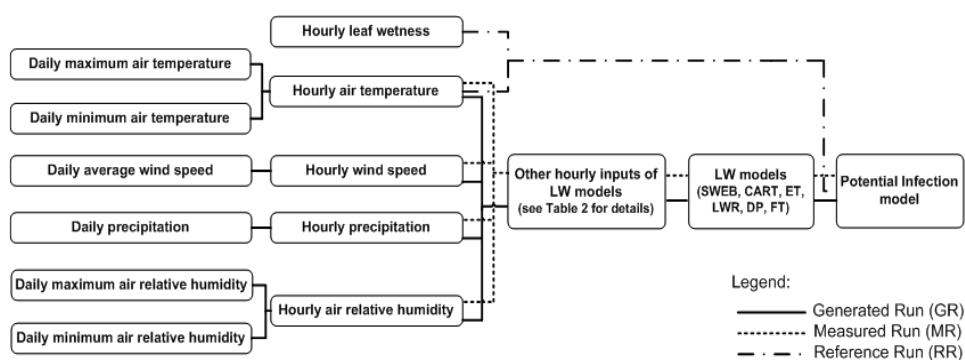 Hourly leaf wetness
Daily maximum air temperature
Hourly air temperature
Daily minimum air temperature
Daily average wind speed
Hourly wind speed
Other hourly inputs of
LW models
(see Table 2 for details)
LW models
(SWEB, CART, ET,
LWR, DP, FT)
Potential Infection
model
Daily precipitation
Hourly precipitation
Daily maximum air relative humidity
Hourly air relative humidity
Daily minimum air relative humidity
Legend:
Generated Run (GR)
Measured Run (MR)
Reference Run (RR)